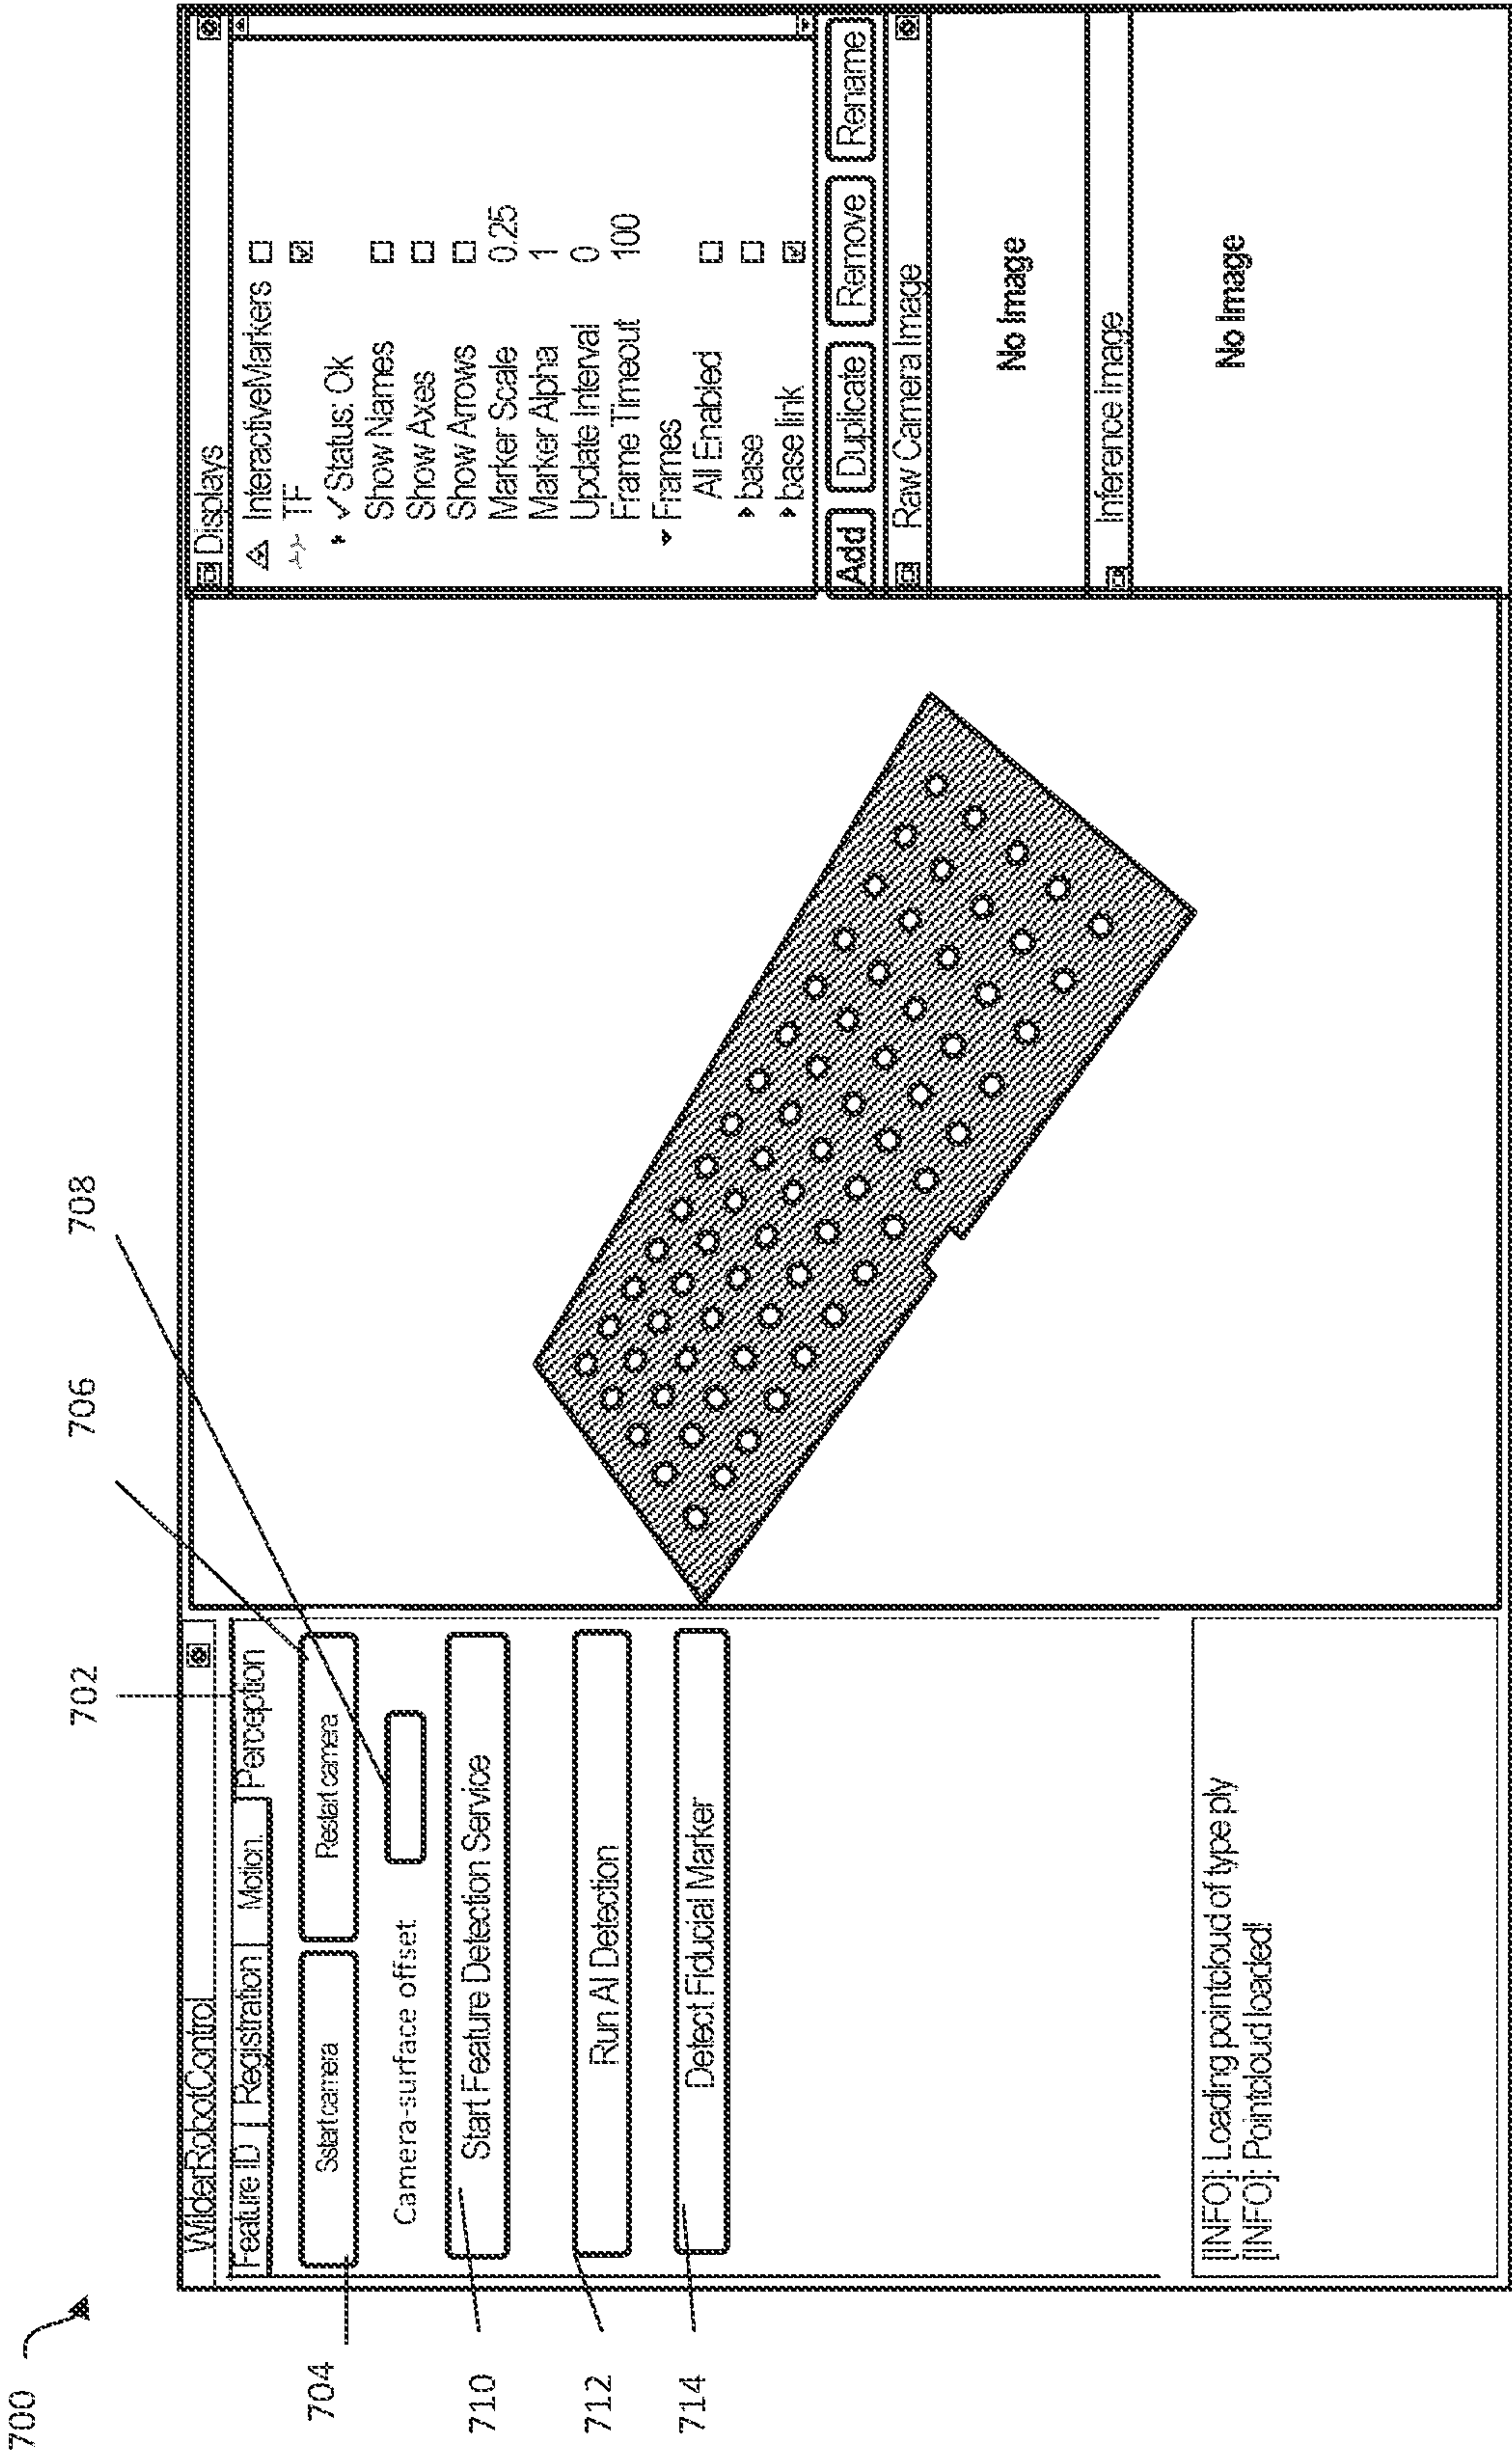 700
702
706
708
704
710
712
714
WilderRobotControl
Feature ID Registration Motion. Perception
Sstart camera Restart camera
Camera-surface offset
Start Feature Detection Service
Run AI Detection
Detect Fiducial Marker
[INFO]: Loading pointcloud of type ply
[INFO]: Pointcloud loaded!
Displays
InteractiveMarkers
TF
✓ Status: Ok
Show Names
Show Axes
Show Arrows
Marker Scale 0.25
Marker Alpha 1
Update Interval 0
Frame Timeout 100
Frames
All Enabled
base
base link
Add Duplicate Remove Rename
Raw Camera Image
No Image
Inference Image
No Image